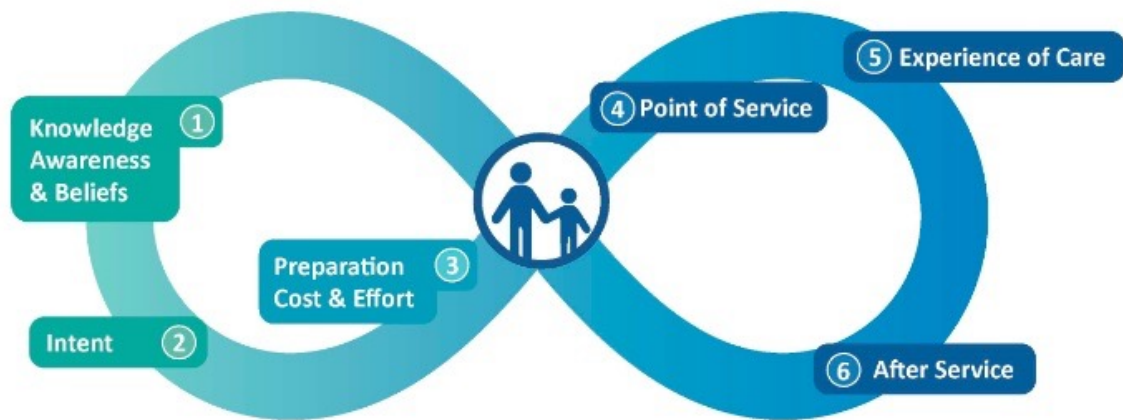 1
Knowledge
Awareness
& Beliefs
Intent 2
Preparation 3
Cost & Effort
4 Point of Service
5 Experience of Care
6 After Service